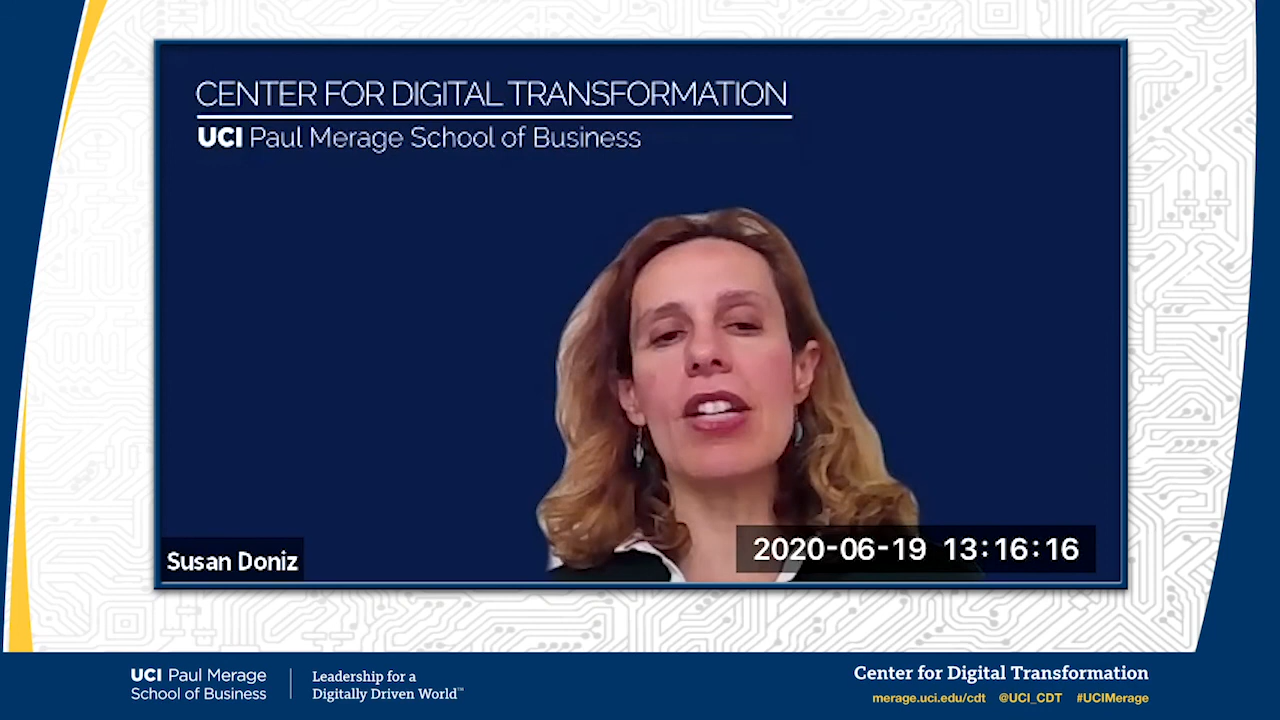 CENTER FOR DIGITAL TRANSFORMATION
UCI Paul Merage School of Business
Susan Doniz
2020-06-19 13:16:16
UCI Paul Merage
School of Business
Leadership for a
Digitally Driven World™
Center for Digital Transformation
merage.uci.edu/cdt @UCI_CDT #UCIMerage